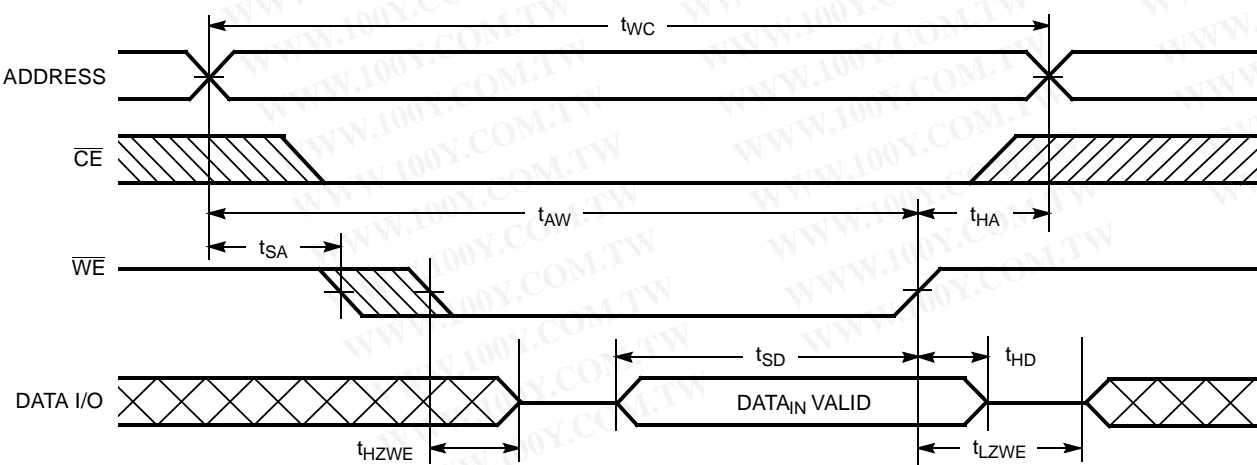 tWC
ADDRESS
CE
tAW
tHA
tSA
WE
tSD
tHD
DATA I/O
DATAIN VALID
tHZWE
tLZWE
WWW.100Y.COM.TW